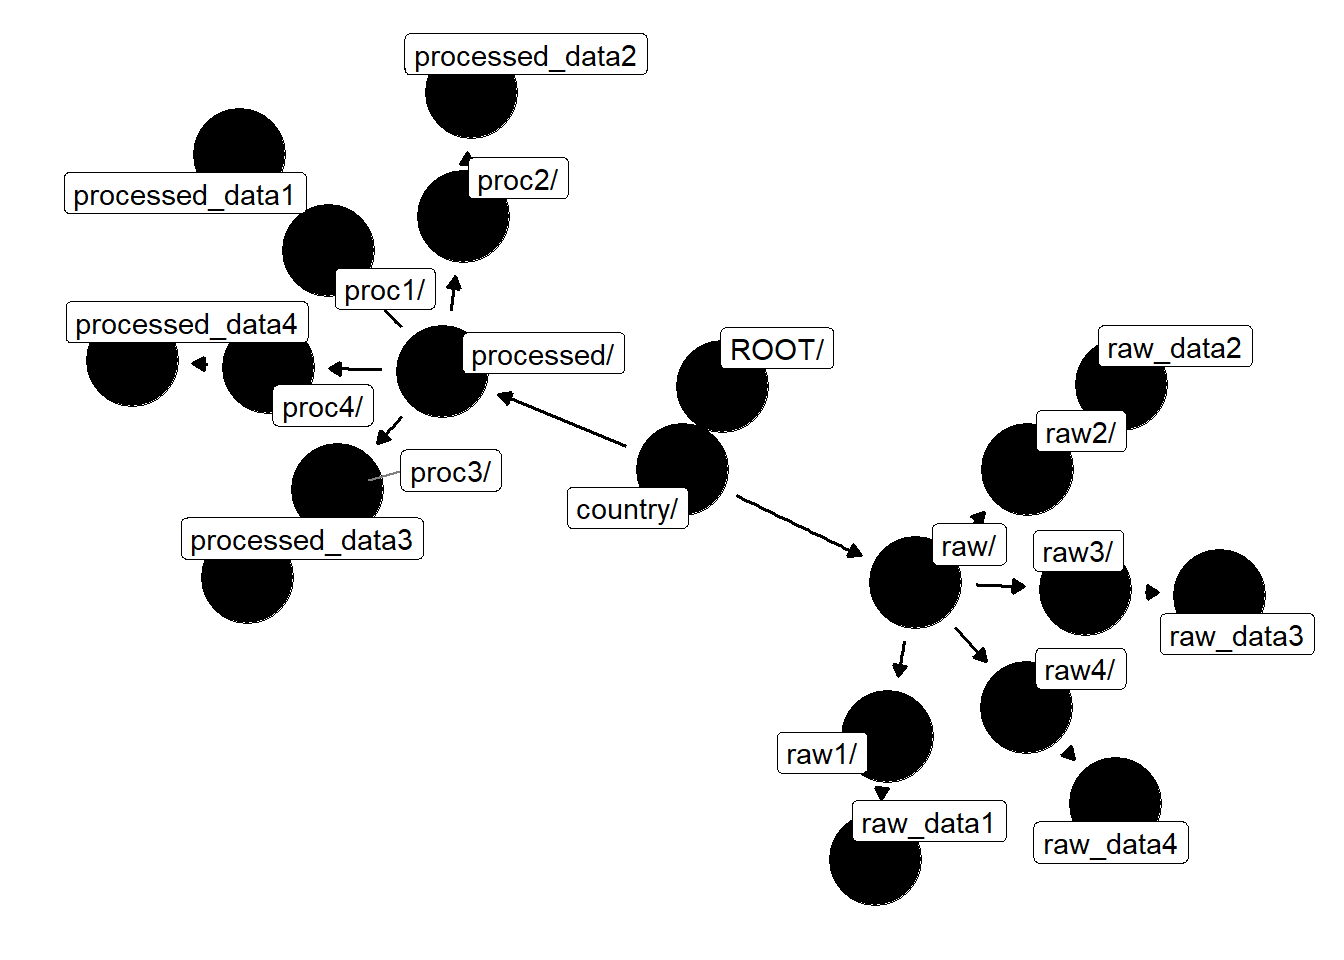 processed_data2
proc2/
processed_data1
proc1/
processed_data4
processed/
ROOT/
raw_data2
proc4/
raw2/
proc3/
country/
processed_data3
raw/
raw3/
raw_data3
raw4/
raw1/
raw_data1
raw_data4